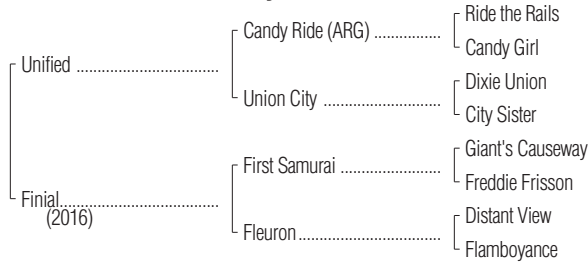 Ride the Rails
Candy Ride (ARG) ................
Candy Girl
Unified ...................................
Dixie Union
Union City .............................
City Sister
Giant's Causeway
First Samurai .........................
Freddie Frisson
Finial.......................................
(2016)
Distant View
Fleuron...................................
Flamboyance